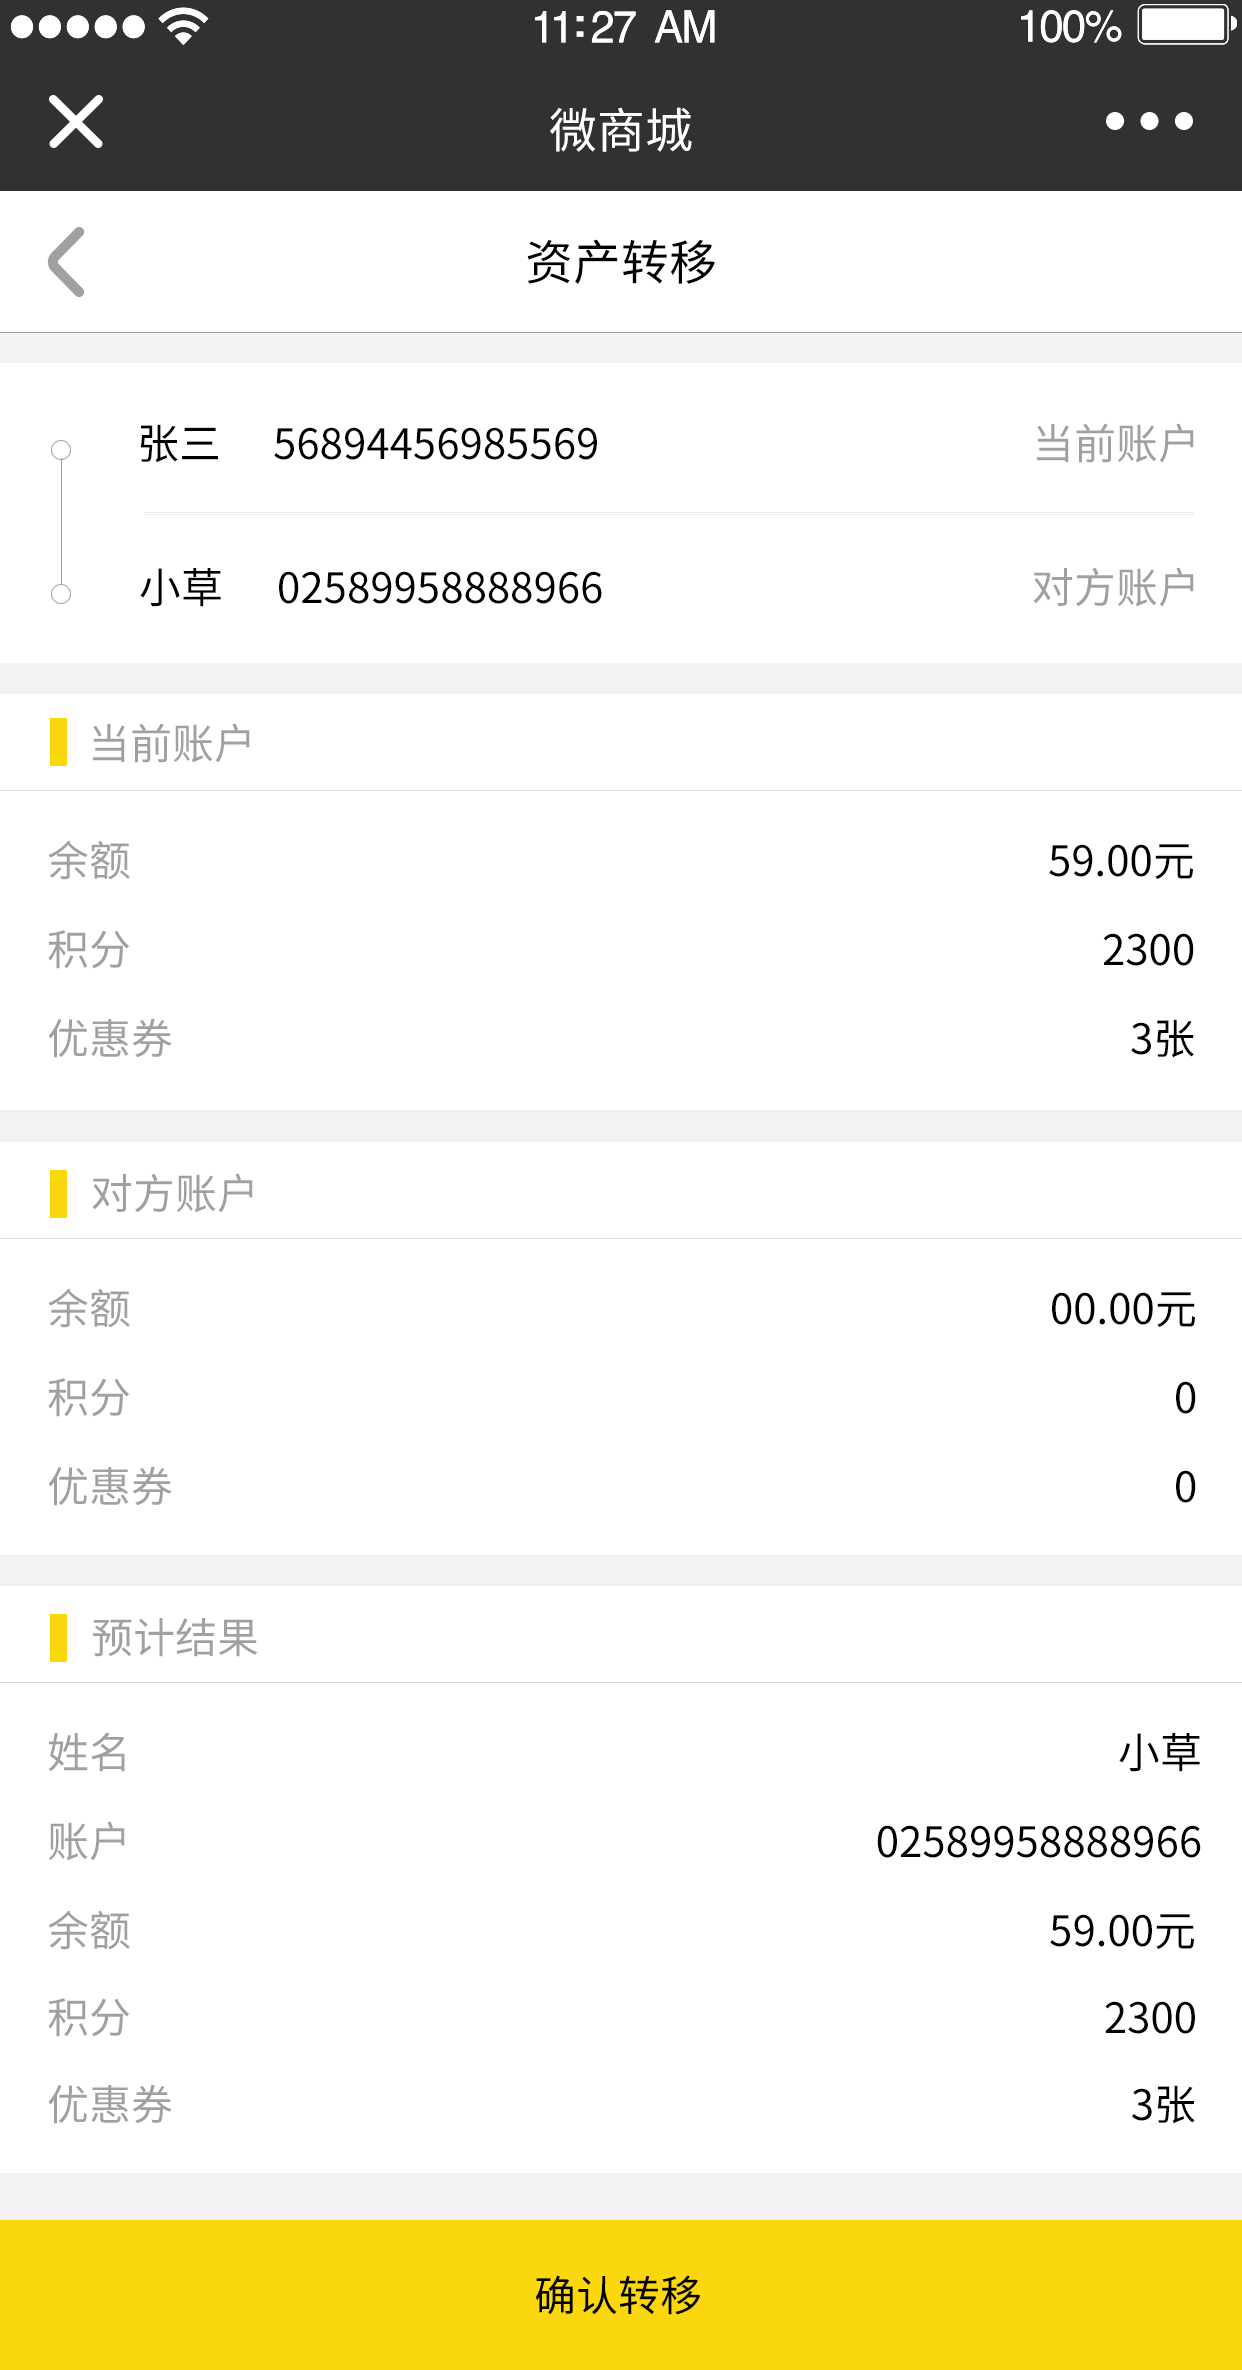 11:27 AM 100%
微商城
资产转移
张三 56894456985569 当前账户
小草 02589958888966 对方账户
当前账户
余额 59.00元
积分 2300
优惠券 3张
对方账户
余额 00.00元
积分 0
优惠券 0
预计结果
姓名 小草
账户 02589958888966
余额 59.00元
积分 2300
优惠券 3张
确认转移